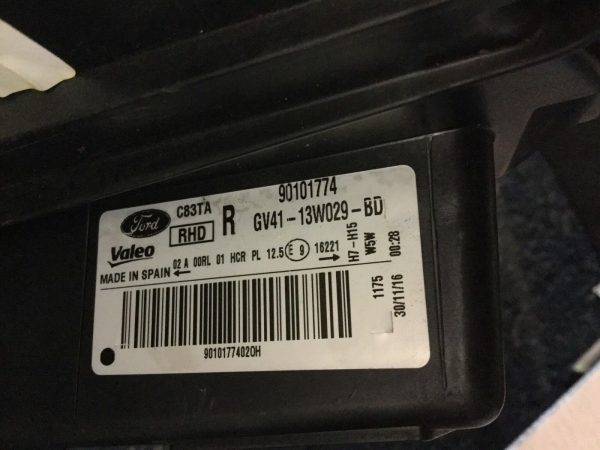 90101774
Ford C83TA R GV41-13W029-BD
Valeo RHD
MADE IN SPAIN 02 A 00RL 01 HCR PL 12.5 E 9 16221
H7-H15
W5W 00:28
1175
30/11/16
90101774020H